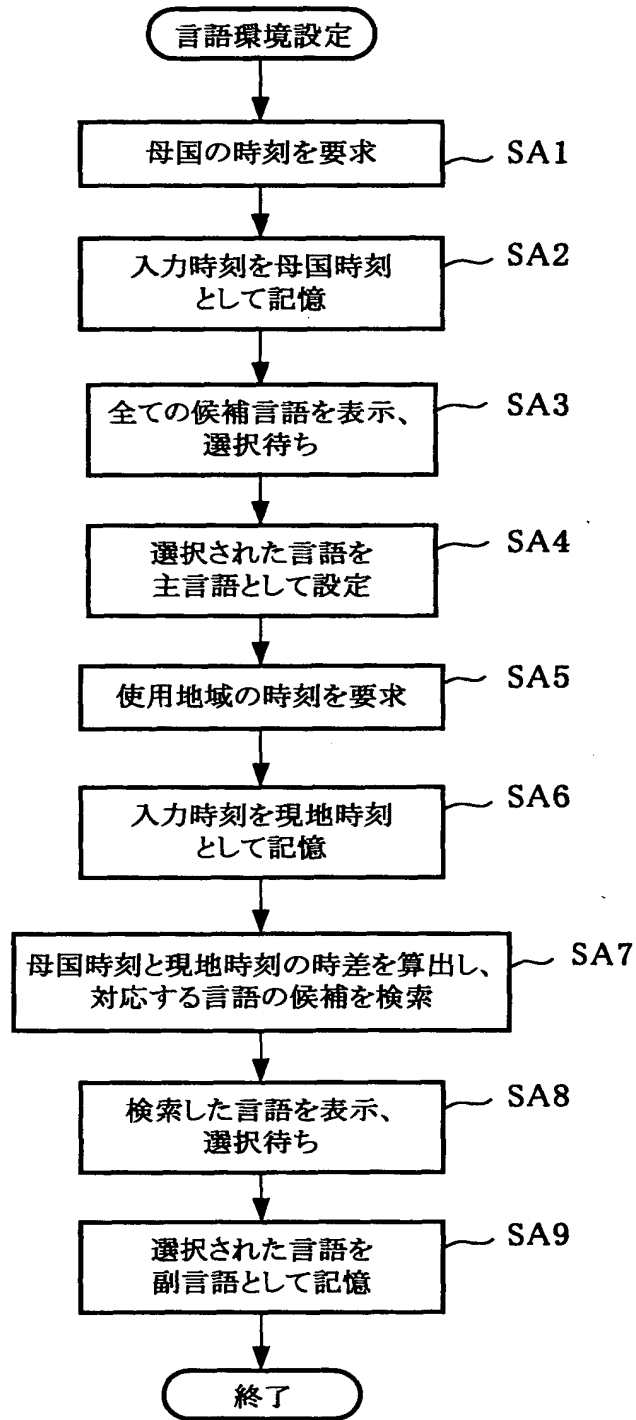 言語環境設定
母国の時刻を要求
SA1
入力時刻を母国時刻
として記憶
SA2
全ての候補言語を表示、
選択待ち
SA3
選択された言語を
主言語として設定
SA4
使用地域の時刻を要求
SA5
入力時刻を現地時刻
として記憶
SA6
母国時刻と現地時刻の時差を算出し、
対応する言語の候補を検索
SA7
検索した言語を表示、
選択待ち
SA8
選択された言語を
副言語として記憶
SA9
終了